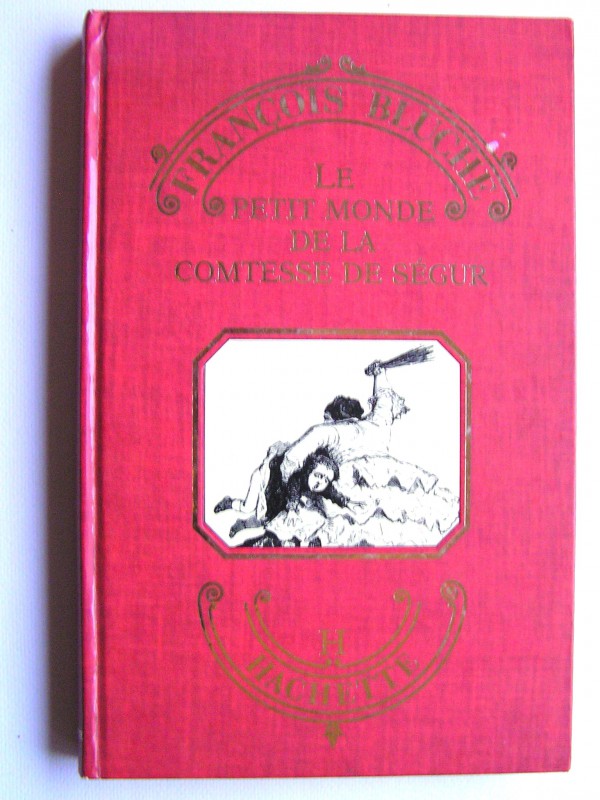 FRANÇOIS BLUCHE
LE
PETIT MONDE
DE LA
COMTESSE DE SÉGUR
H
HACHETTE